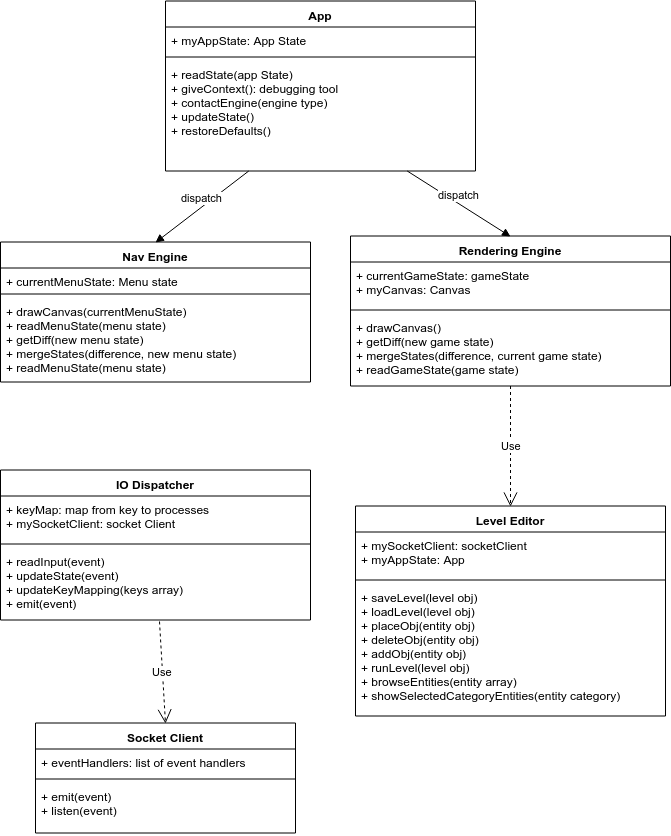 App
+ myAppState: App State
+ readState(app State)
+ giveContext(): debugging tool
+ contactEngine(engine type)
+ updateState()
+ restoreDefaults()
dispatch
dispatch
Nav Engine
+ currentMenuState: Menu state
+ drawCanvas(currentMenuState)
+ readMenuState(menu state)
+ getDiff(new menu state)
+ mergeStates(difference, new menu state)
+ readMenuState(menu state)
Rendering Engine
+ currentGameState: gameState
+ myCanvas: Canvas
+ drawCanvas()
+ getDiff(new game state)
+ mergeStates(difference, current game state)
+ readGameState(game state)
Use
IO Dispatcher
+ keyMap: map from key to processes
+ mySocketClient: socket Client
+ readInput(event)
+ updateState(event)
+ updateKeyMapping(keys array)
+ emit(event)
Level Editor
+ mySocketClient: socketClient
+ myAppState: App
+ saveLevel(level obj)
+ loadLevel(level obj)
+ placeObj(entity obj)
+ deleteObj(entity obj)
+ addObj(entity obj)
+ runLevel(level obj)
+ browseEntities(entity array)
+ showSelectedCategoryEntities(entity category)
Use
Socket Client
+ eventHandlers: list of event handlers
+ emit(event)
+ listen(event)